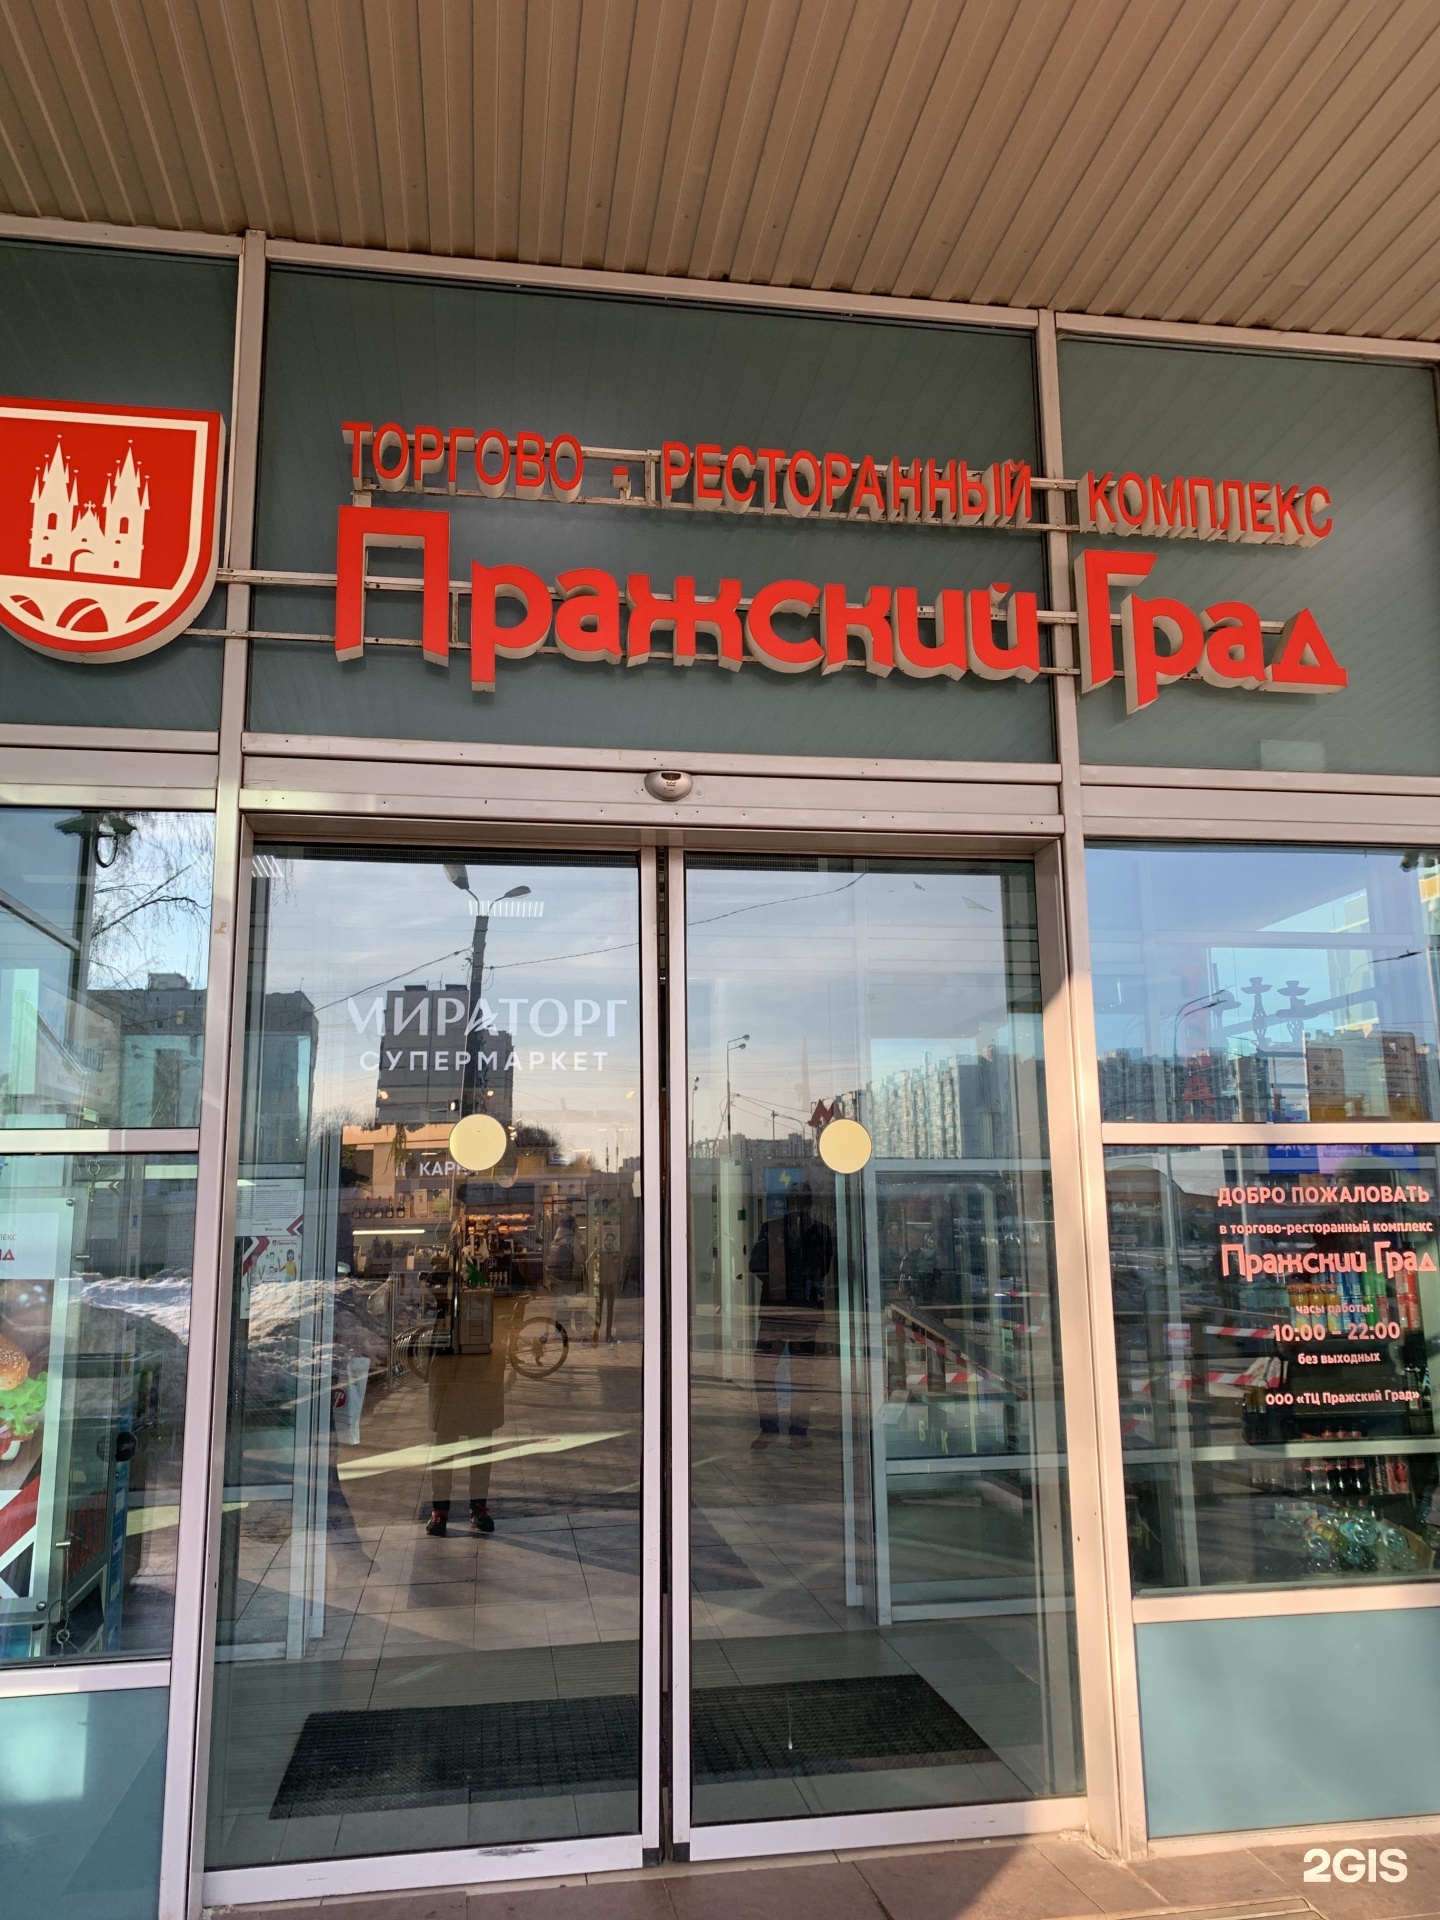 ТОРГОВО - РЕСТОРАННЫЙ КОМПЛЕКС
Пражский Град
МИРАТОРГ
СУПЕРМАРКЕТ
ДОБРО ПОЖАЛОВАТЬ
в торгово-ресторанный комплекс
Пражский Град
часы работы:
10:00 - 22:00
без выходных
ООО «ТЦ Пражский Град»
2GIS